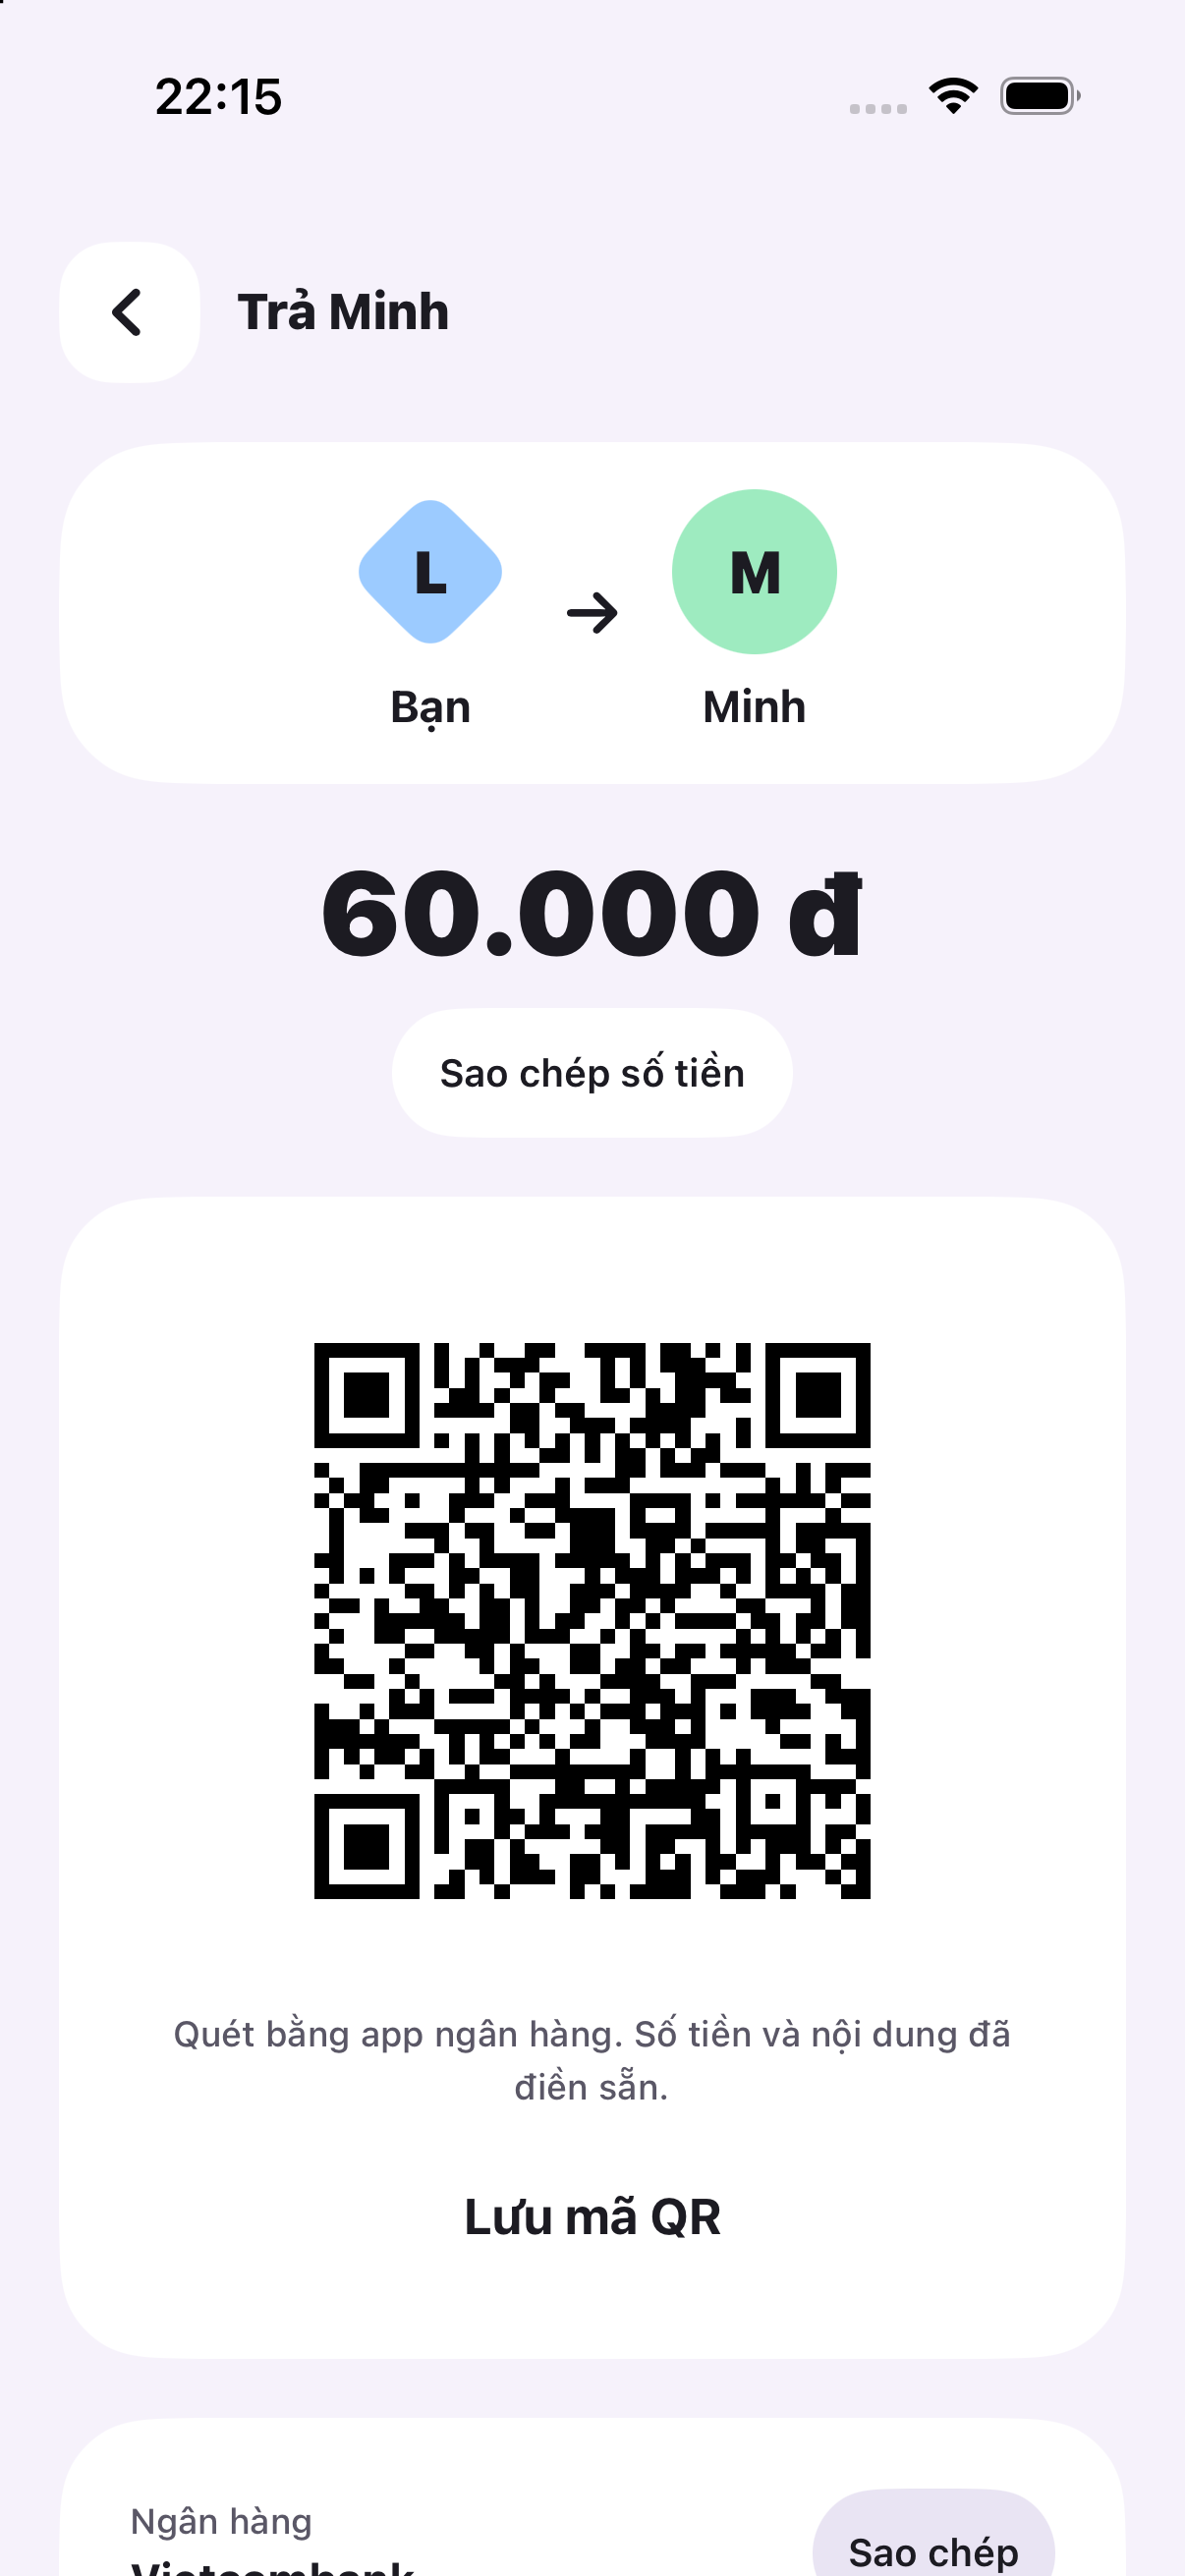 22:15
Trả Minh
L
M
Bạn
Minh
60.000 đ
Sao chép số tiền
Quét bằng app ngân hàng. Số tiền và nội dung đã
điền sẵn.
Lưu mã QR
Ngân hàng
Sao chép
Vietcombank